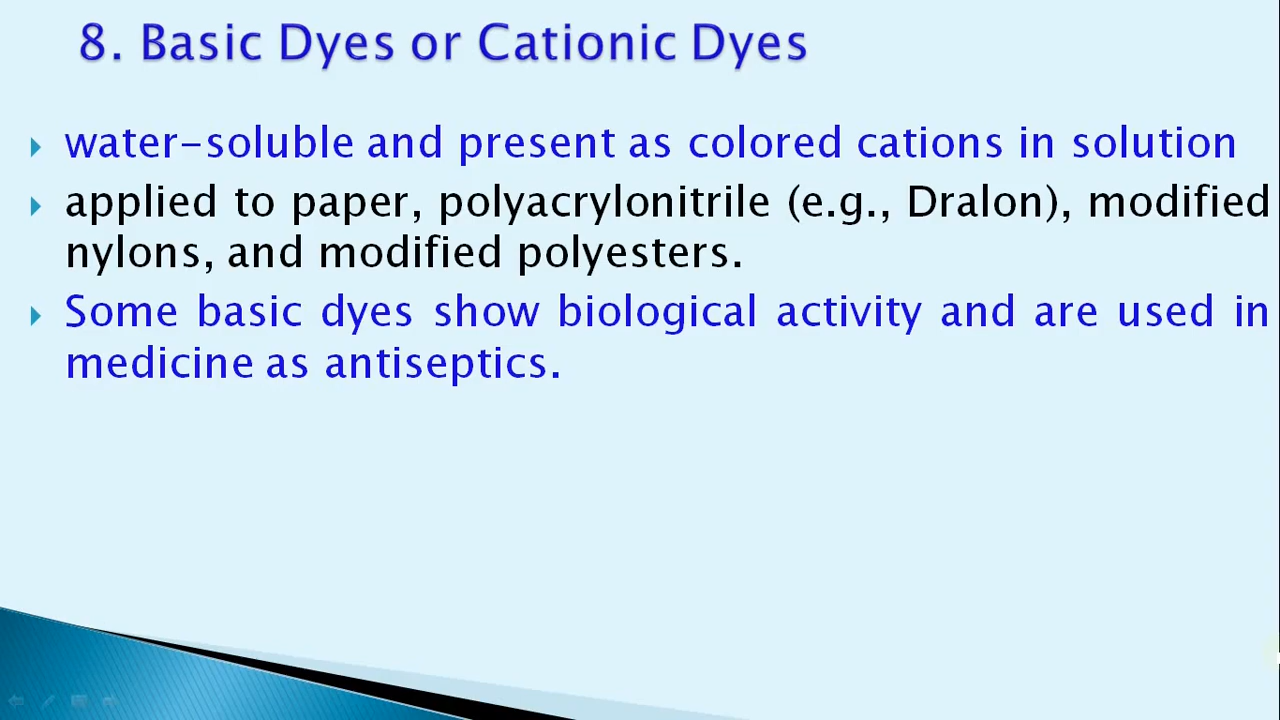 8. Basic Dyes or Cationic Dyes
water-soluble and present as colored cations in solution
applied to paper, polyacrylonitrile (e.g., Dralon), modified
nylons, and modified polyesters.
Some basic dyes show biological activity and are used in
medicine as antiseptics.